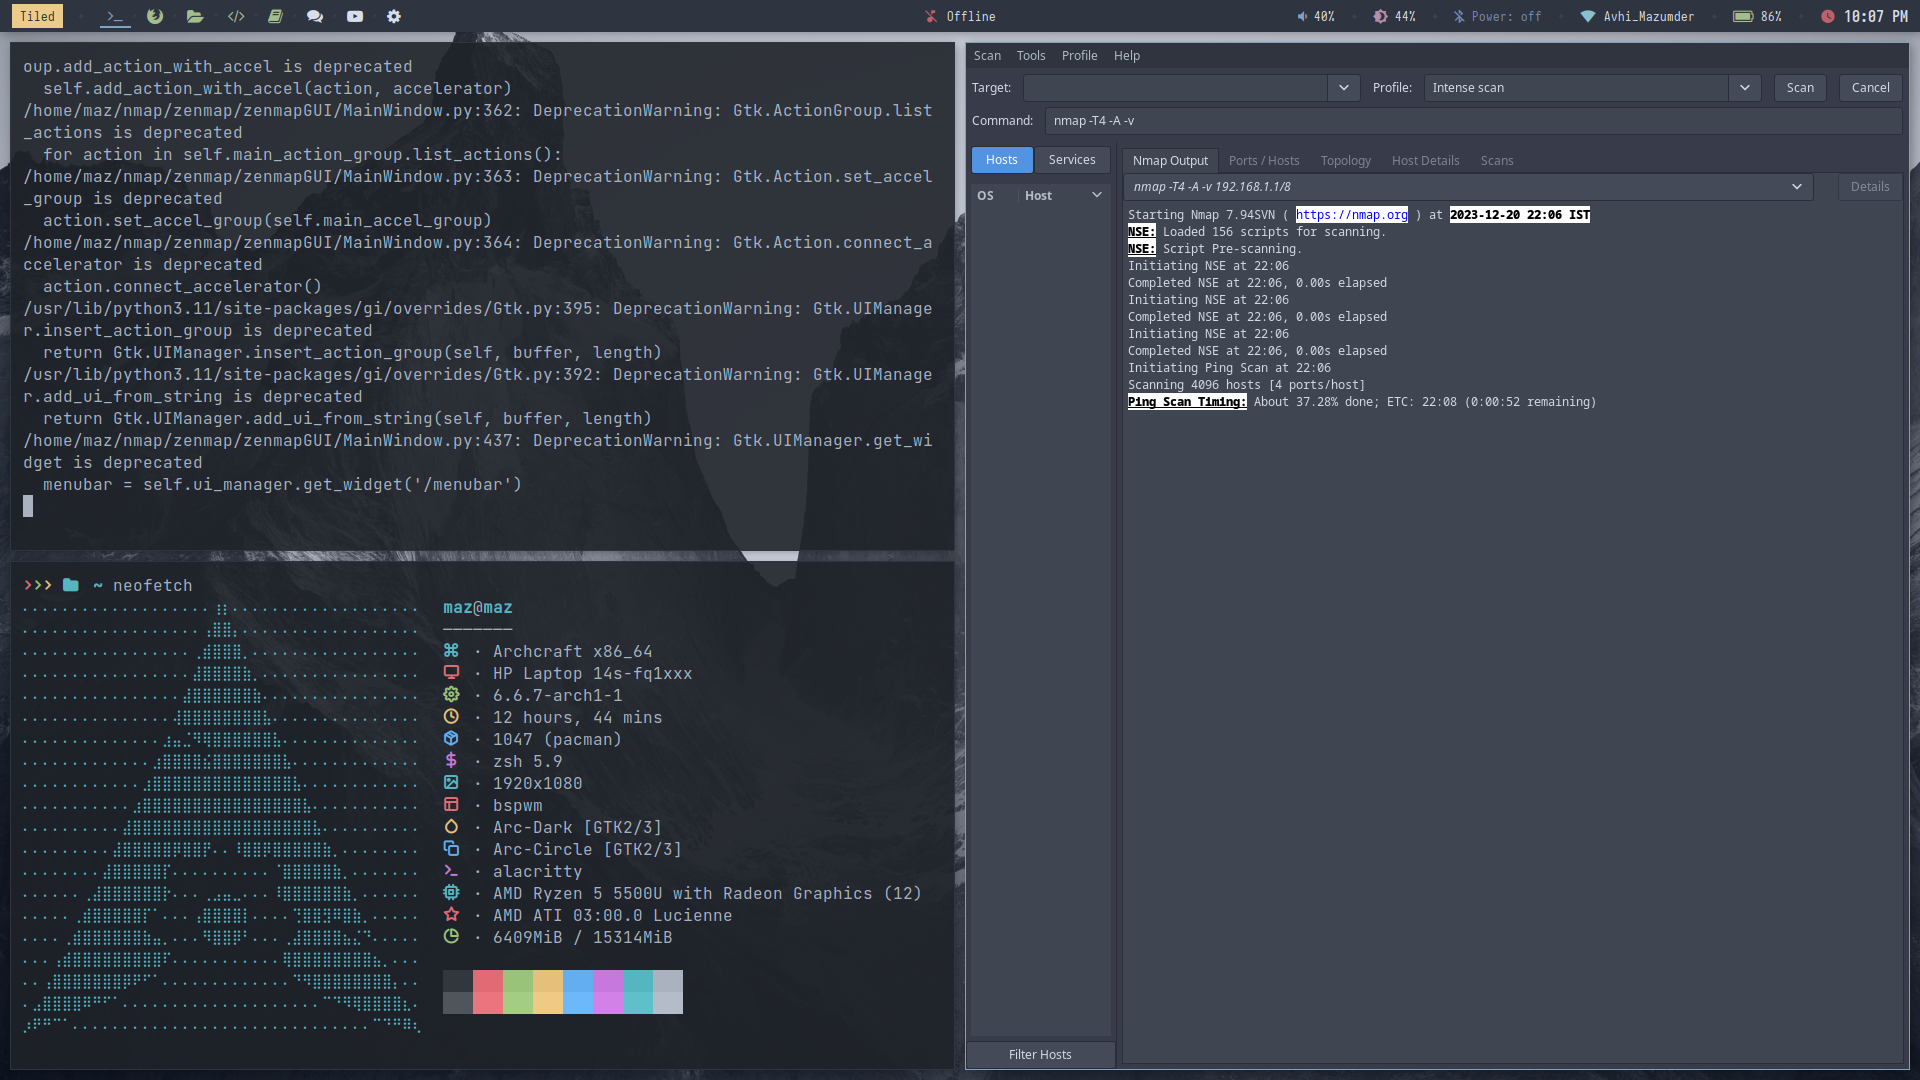 Tiled
Offline
40%
44%
Power: off
Avhi_Mazumder
86%
10:07 PM
oup.add_action_with_accel is deprecated
  self.add_action_with_accel(action, accelerator)
/home/maz/nmap/zenmap/zenmapGUI/MainWindow.py:362: DeprecationWarning: Gtk.ActionGroup.list
_actions is deprecated
  for action in self.main_action_group.list_actions():
/home/maz/nmap/zenmap/zenmapGUI/MainWindow.py:363: DeprecationWarning: Gtk.Action.set_accel
_group is deprecated
  action.set_accel_group(self.main_accel_group)
/home/maz/nmap/zenmap/zenmapGUI/MainWindow.py:364: DeprecationWarning: Gtk.Action.connect_a
ccelerator is deprecated
  action.connect_accelerator()
/usr/lib/python3.11/site-packages/gi/overrides/Gtk.py:395: DeprecationWarning: Gtk.UIManage
r.insert_action_group is deprecated
  return Gtk.UIManager.insert_action_group(self, buffer, length)
/usr/lib/python3.11/site-packages/gi/overrides/Gtk.py:392: DeprecationWarning: Gtk.UIManage
r.add_ui_from_string is deprecated
  return Gtk.UIManager.add_ui_from_string(self, buffer, length)
/home/maz/nmap/zenmap/zenmapGUI/MainWindow.py:437: DeprecationWarning: Gtk.UIManager.get_wi
dget is deprecated
  menubar = self.ui_manager.get_widget('/menubar')
>>> ~ neofetch
maz@maz
· Archcraft x86_64
· HP Laptop 14s-fq1xxx
· 6.6.7-arch1-1
· 12 hours, 44 mins
· 1047 (pacman)
· zsh 5.9
· 1920x1080
· bspwm
· Arc-Dark [GTK2/3]
· Arc-Circle [GTK2/3]
· alacritty
· AMD Ryzen 5 5500U with Radeon Graphics (12)
· AMD ATI 03:00.0 Lucienne
· 6409MiB / 15314MiB
Scan Tools Profile Help
Target: Profile: Intense scan Scan Cancel
Command: nmap -T4 -A -v
Hosts Services
OS Host
Filter Hosts
Nmap Output Ports / Hosts Topology Host Details Scans
nmap -T4 -A -v 192.168.1.1/8 Details
Starting Nmap 7.94SVN ( https://nmap.org ) at 2023-12-20 22:06 IST
NSE: Loaded 156 scripts for scanning.
NSE: Script Pre-scanning.
Initiating NSE at 22:06
Completed NSE at 22:06, 0.00s elapsed
Initiating NSE at 22:06
Completed NSE at 22:06, 0.00s elapsed
Initiating NSE at 22:06
Completed NSE at 22:06, 0.00s elapsed
Initiating Ping Scan at 22:06
Scanning 4096 hosts [4 ports/host]
Ping Scan Timing: About 37.28% done; ETC: 22:08 (0:00:52 remaining)